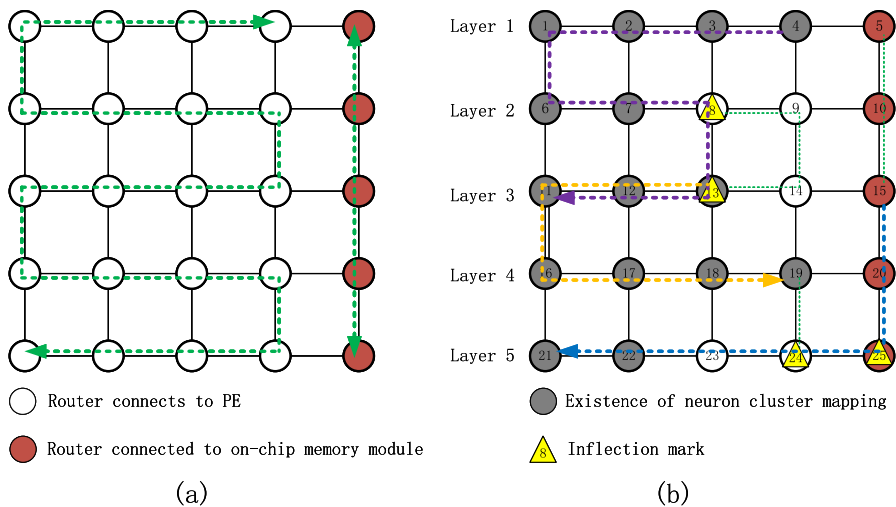 Layer 1 1 2 3 4 5
Layer 2 6 7 8 9 10
Layer 3 11 12 13 14 15
Layer 4 16 17 18 19 20
Layer 5 21 22 23 24 25
Router connects to PE
Router connected to on-chip memory module
(a)
Existence of neuron cluster mapping
8 Inflection mark
(b)